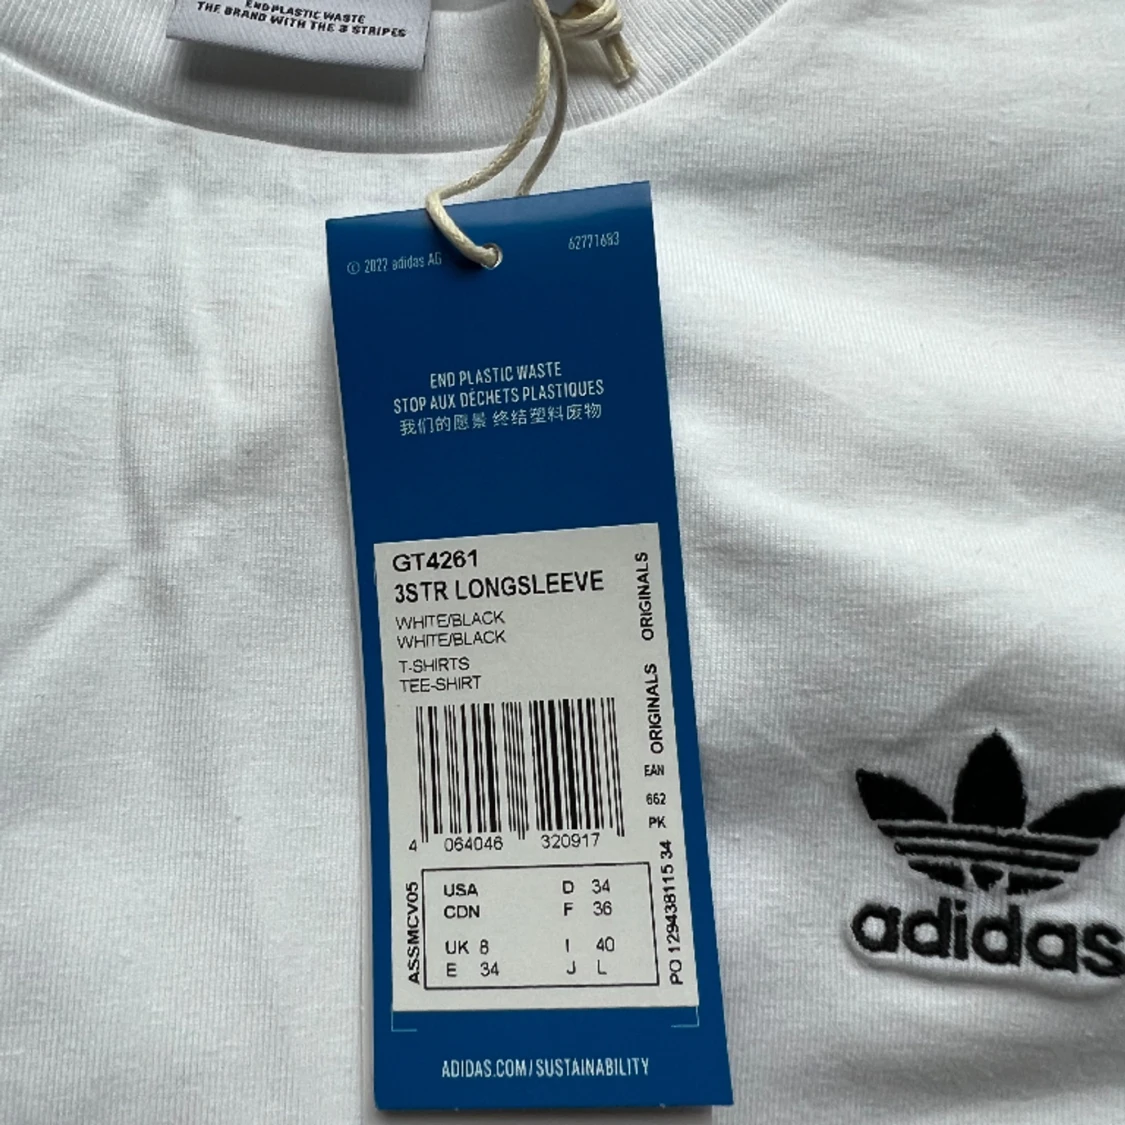 END PLASTIC WASTE
THE BRAND WITH THE 3 STRIPES
© 2022 adidas AG
62771683
END PLASTIC WASTE
STOP AUX DÉCHETS PLASTIQUES
我们的愿景 终结塑料废物
GT4261
3STR LONGSLEEVE
WHITE/BLACK
WHITE/BLACK
T-SHIRTS
TEE-SHIRT
ORIGINALS
ORIGINALS
EAN
662
PK
4 064046 320917
ASSMCV05
USA D 34
CDN F 36
UK 8 I 40
E 34 J L
PO 129438115 34
ADIDAS.COM/SUSTAINABILITY
adidas